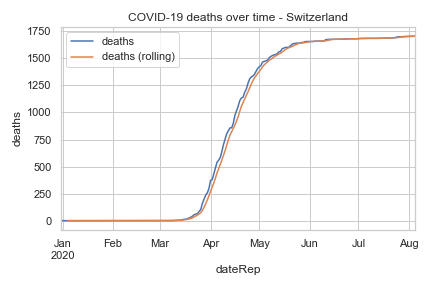 COVID-19 deaths over time - Switzerland
deaths
deaths (rolling)
1750
1500
1250
1000
750
500
250
0
deaths
Jan Feb Mar Apr May Jun Jul Aug
2020
dateRep